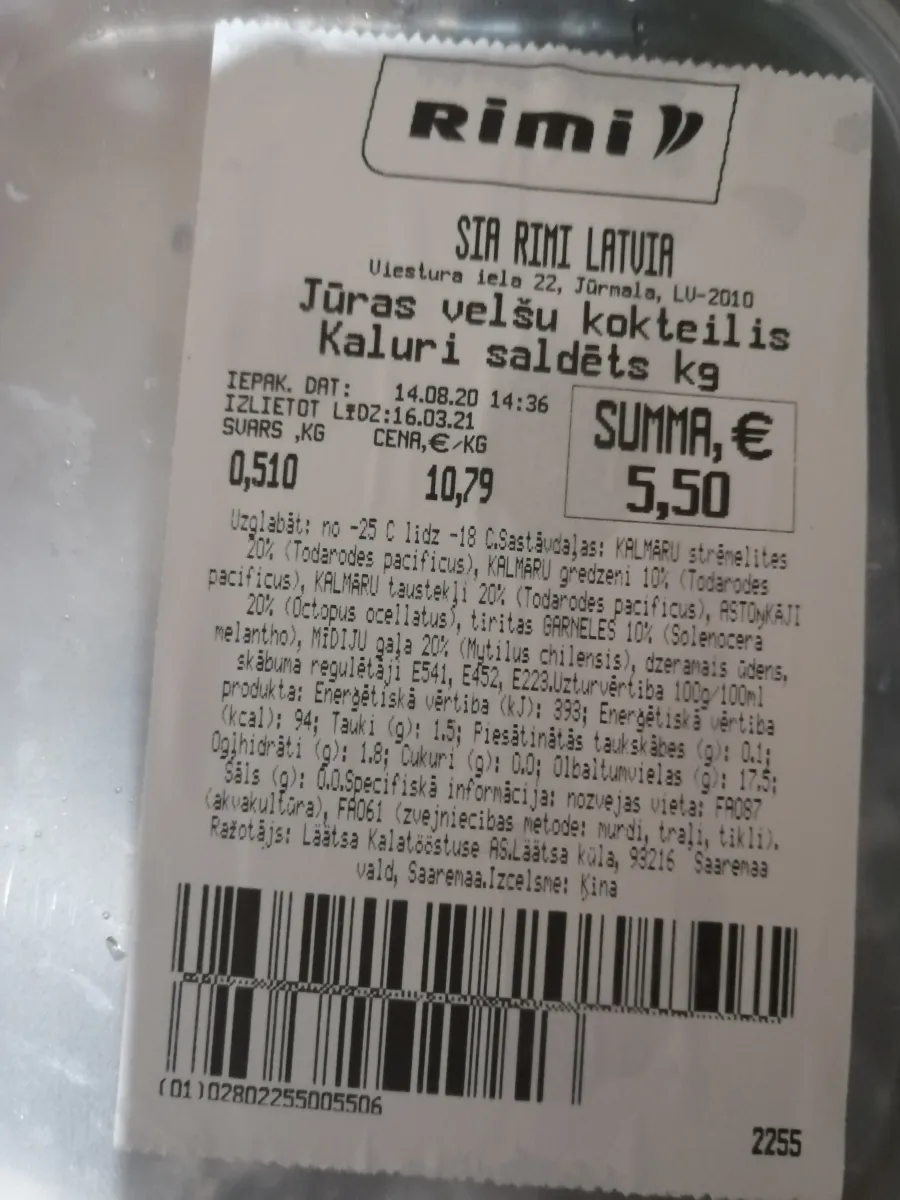 Rimi
SIA RIMI LATVIA
Viestura iela 22, Jūrmala, LV-2010
Jūras velšu kokteilis
Kaluri saldēts kg
IEPAK. DAT: 14.08.20 14:36
IZLIETOT LĪDZ:16.03.21
SVARS ,KG CENA,€/KG
0,510 10,79
SUMMA,€
5,50
Uzglabāt: no -25 C līdz -18 C.Sastāvdaļas: KALMĀRU strēmelītes
20% (Todarodes pacificus), KALMĀRU gredzeni 10% (Todarodes
pacificus), KALMĀRU taustekļi 20% (Todarodes pacificus), ASTOŅKĀJI
20% (Octopus ocellatus), tīrītas GARNELES 10% (Solenocera
melantho), MĪDIJU gaļa 20% (Mytilus chilensis), dzeramais ūdens,
skābuma regulētāji E541, E452, E223.Uzturvērtība 100g/100ml
produkta: Enerģētiskā vērtība (kJ): 393; Enerģētiskā vērtība
(kcal): 94; Tauki (g): 1.5; Piesātinātās taukskābes (g): 0.1;
Ogļhidrāti (g): 1.8; Cukuri (g): 0.0; Olbaltumvielas (g): 17.5;
Sāls (g): 0.0.Specifiskā informācija: nozvejas vieta: FAO87
(akvakultūra), FAO61 (zvejniecības metode: murdi, traļi, tīkli).
Ražotājs: Läätsa Kalatööstuse AS.Läätsa küla, 93216 Saaremaa
vald, Saaremaa.Izcelsme: Ķīna
(01)02802255005506
2255